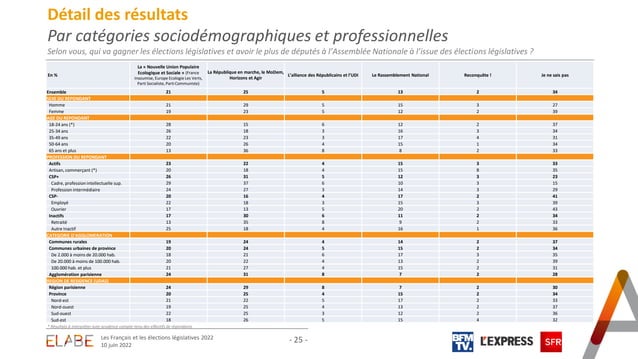 Détail des résultats
Par catégories sociodémographiques et professionnelles
Selon vous, qui va gagner les élections législatives et avoir le plus de députés à l'Assemblée Nationale à l'issue des élections législatives ?
En %
La « Nouvelle Union Populaire Ecologique et Sociale » (France Insoumise, Europe Ecologie Les Verts, Parti Socialiste, Parti Communiste)
La République en marche, le MoDem, Horizons et Agir
L'alliance des Républicains et l'UDI
Le Rassemblement National
Reconquête !
Je ne sais pas
Ensemble 21 25 5 13 2 34
SEXE DU REPONDANT
Homme 21 29 5 15 3 27
Femme 19 23 5 12 2 39
AGE DU REPONDANT
18-24 ans (*) 28 15 6 12 2 37
25-34 ans 26 18 3 16 3 34
35-49 ans 22 23 3 17 4 31
50-64 ans 20 26 4 15 1 34
65 ans et plus 13 36 8 8 2 33
PROFESSION DU REPONDANT
Actifs 23 22 4 15 3 33
Artisan, commerçant (*) 20 18 4 15 8 35
CSP+ 26 31 5 12 3 23
Cadre, profession intellectuelle sup. 29 37 6 10 3 15
Profession intermédiaire 24 27 3 14 3 29
CSP- 20 16 4 17 2 41
Employé 22 18 3 15 3 39
Ouvrier 17 13 5 20 2 43
Inactifs 17 30 6 11 2 34
Retraité 13 35 8 9 2 33
Autre Inactif 25 18 4 16 1 36
CATEGORIE D'AGGLOMERATION
Communes rurales 19 24 4 14 2 37
Communes urbaines de province 20 24 5 15 2 34
De 2.000 à moins de 20.000 hab. 18 21 6 17 3 35
De 20.000 à moins de 100.000 hab. 20 22 4 13 2 39
100.000 hab. et plus 21 27 4 15 2 31
Agglomération parisienne 24 31 8 7 2 28
REGION DE RESIDENCE (UDA5)
Région parisienne 24 29 8 7 2 30
Province 20 25 4 15 2 34
Nord-est 21 22 5 17 2 33
Nord-ouest 19 25 4 13 2 37
Sud-ouest 22 25 3 12 2 36
Sud-est 18 26 5 15 4 32
* Résultats à interpréter avec prudence compte tenu des effectifs de répondants
ELABE
Les Français et les élections législatives 2022
10 juin 2022
- 25 -
BFM TV.
L'EXPRESS
SFR